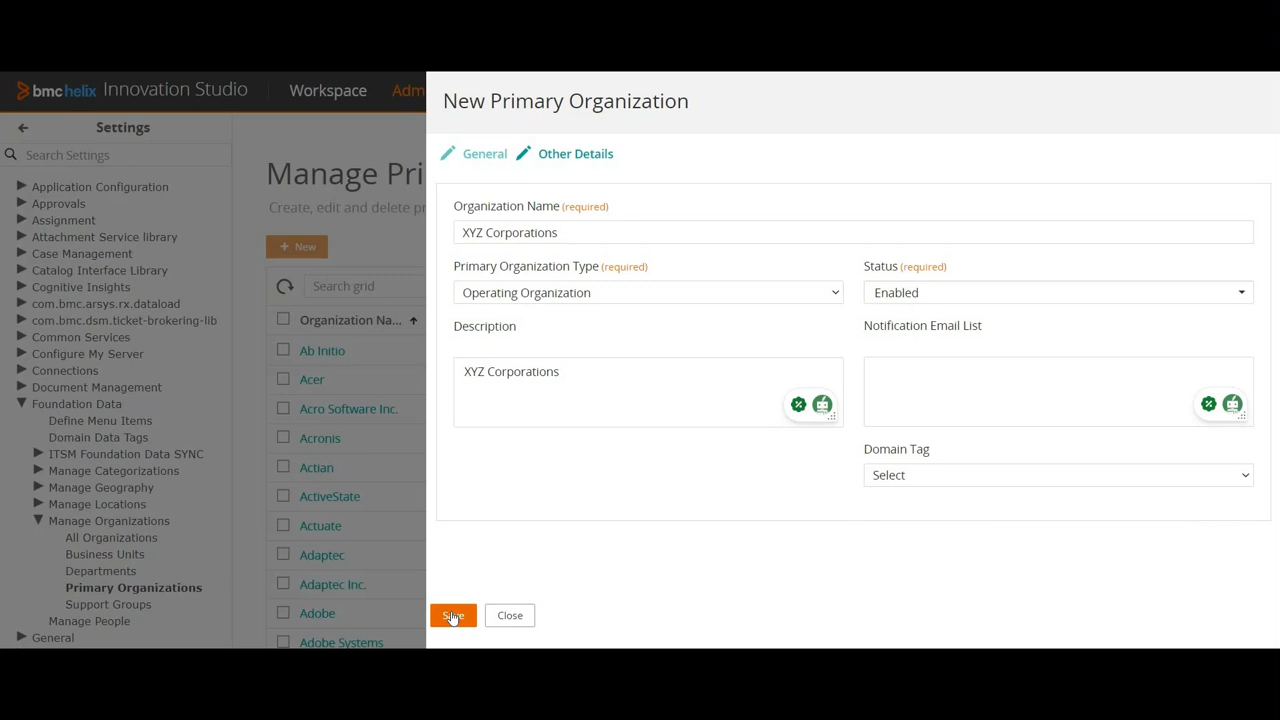 bmchelix Innovation Studio
Workspace
Adm
Settings
Search Settings
Application Configuration
Approvals
Assignment
Attachment Service library
Case Management
Catalog Interface Library
Cognitive Insights
com.bmc.arsys.rx.dataload
com.bmc.dsm.ticket-brokering-lib
Common Services
Configure My Server
Connections
Document Management
Foundation Data
Define Menu Items
Domain Data Tags
ITSM Foundation Data SYNC
Manage Categorizations
Manage Geography
Manage Locations
Manage Organizations
All Organizations
Business Units
Departments
Primary Organizations
Support Groups
Manage People
General
Manage Pri
Create, edit and delete pr
+ New
Search grid
Organization Na...
Ab Initio
Acer
Acro Software Inc.
Acronis
Actian
ActiveState
Actuate
Adaptec
Adaptec Inc.
Adobe
Adobe Systems
New Primary Organization
General
Other Details
Organization Name (required)
XYZ Corporations
Primary Organization Type (required)
Operating Organization
Status (required)
Enabled
Description
XYZ Corporations
Notification Email List
Domain Tag
Select
Save
Close